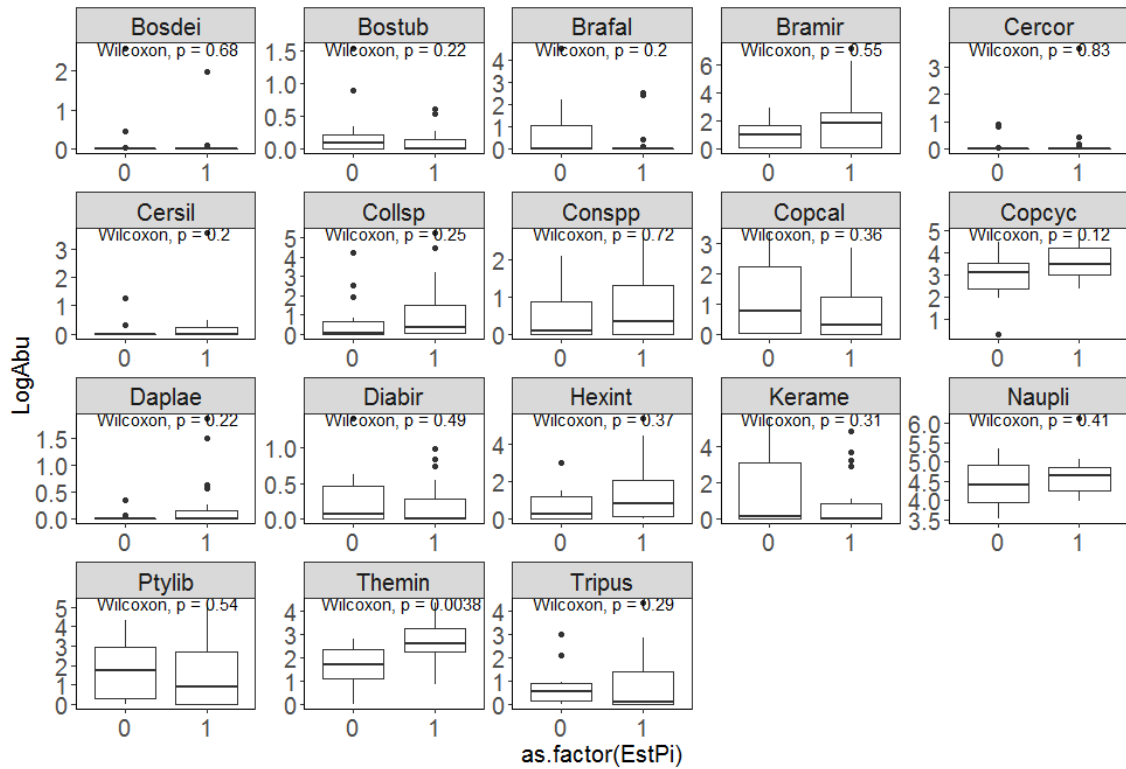 Bosdei Bostub Brafal Bramir Cercor
Wilcoxon, p = 0.68 Wilcoxon, p = 0.22 Wilcoxon, p = 0.2 Wilcoxon, p = 0.55 Wilcoxon, p = 0.83
2 1 0
1.5 1.0 0.5 0.0
4 3 2 1 0
6 4 2 0
3 2 1 0
0 1 0 1 0 1 0 1 0 1
Cersil Collsp Conspp Copcal Copcyc
Wilcoxon, p = 0.2 Wilcoxon, p = 0.25 Wilcoxon, p = 0.72 Wilcoxon, p = 0.36 Wilcoxon, p = 0.12
3 2 1 0
5 4 3 2 1 0
2 1 0
3 2 1 0
5 4 3 2 1
0 1 0 1 0 1 0 1 0 1
LogAbu
Daplae Diabir Hexint Kerame Naupli
Wilcoxon, p = 0.22 Wilcoxon, p = 0.49 Wilcoxon, p = 0.37 Wilcoxon, p = 0.31 Wilcoxon, p = 0.41
1.5 1.0 0.5 0.0
1.0 0.5 0.0
4 2 0
4 2 0
6.0 5.5 5.0 4.5 4.0 3.5
0 1 0 1 0 1 0 1 0 1
Ptylib Themin Tripus
Wilcoxon, p = 0.54 Wilcoxon, p = 0.0038 Wilcoxon, p = 0.29
5 4 3 2 1 0
4 3 2 1 0
4 3 2 1 0
0 1 0 1 0 1
as.factor(EstPi)